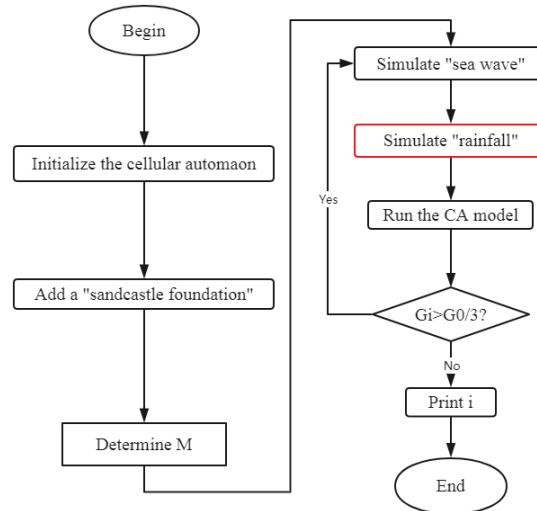 Begin
Initialize the cellular automaon
Add a "sandcastle foundation"
Determine M
Simulate "sea wave"
Simulate "rainfall"
Run the CA model
Yes
Gi>G0/3?
No
Print i
End